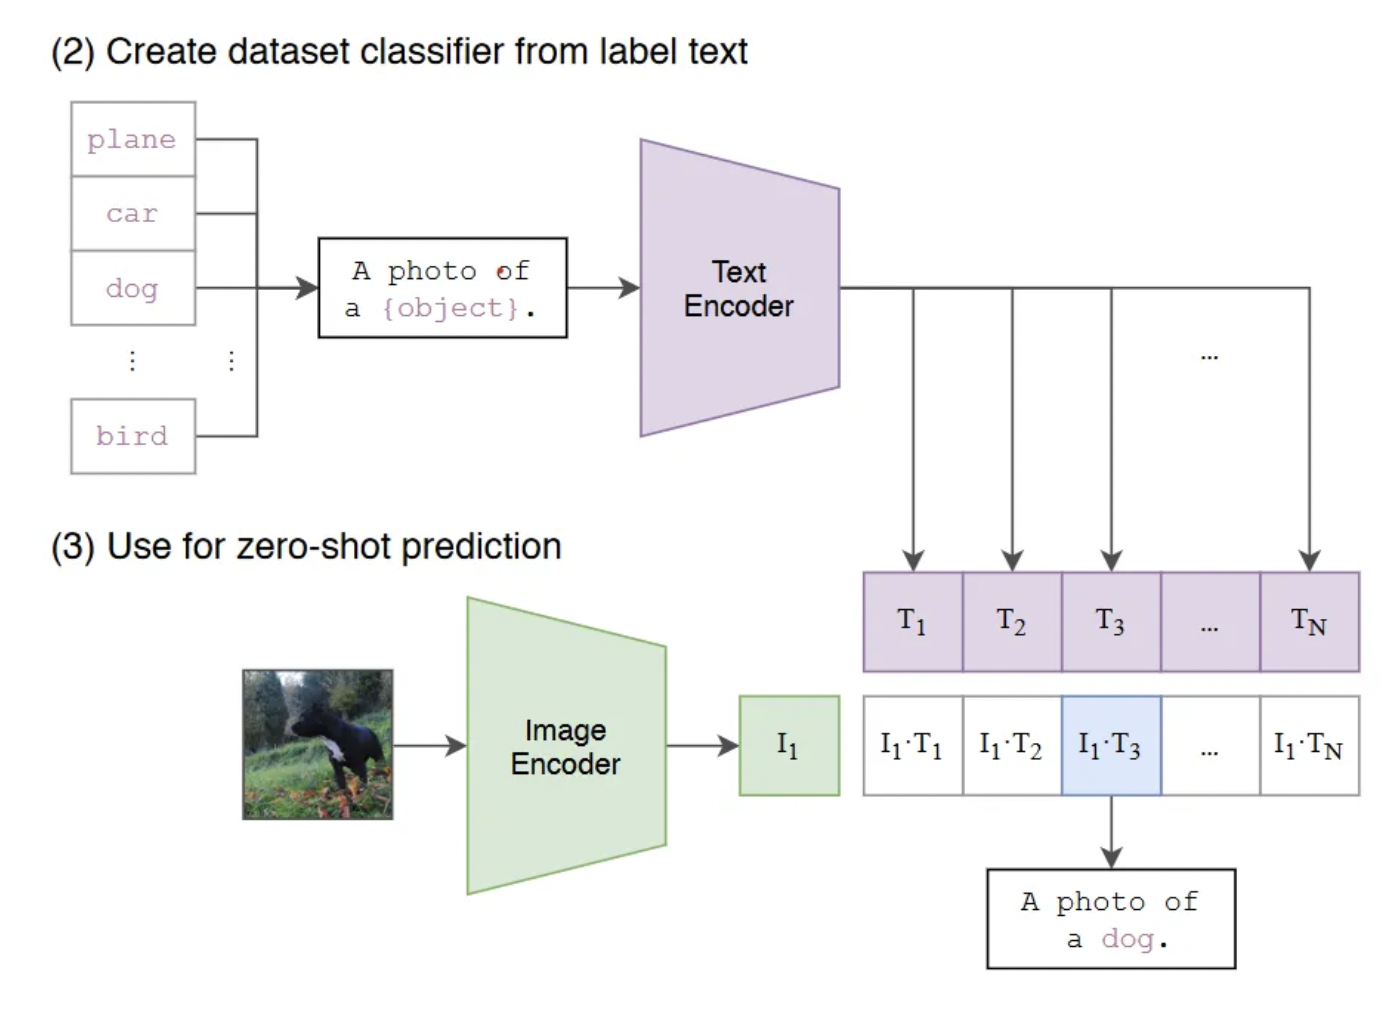 (2) Create dataset classifier from label text
plane
car
dog
⋮ ⋮
bird
A photo of
a {object}.
Text
Encoder
...
(3) Use for zero-shot prediction
Image
Encoder
I₁
T₁ T₂ T₃ ... T_N
I₁·T₁ I₁·T₂ I₁·T₃ ... I₁·T_N
A photo of
a dog.